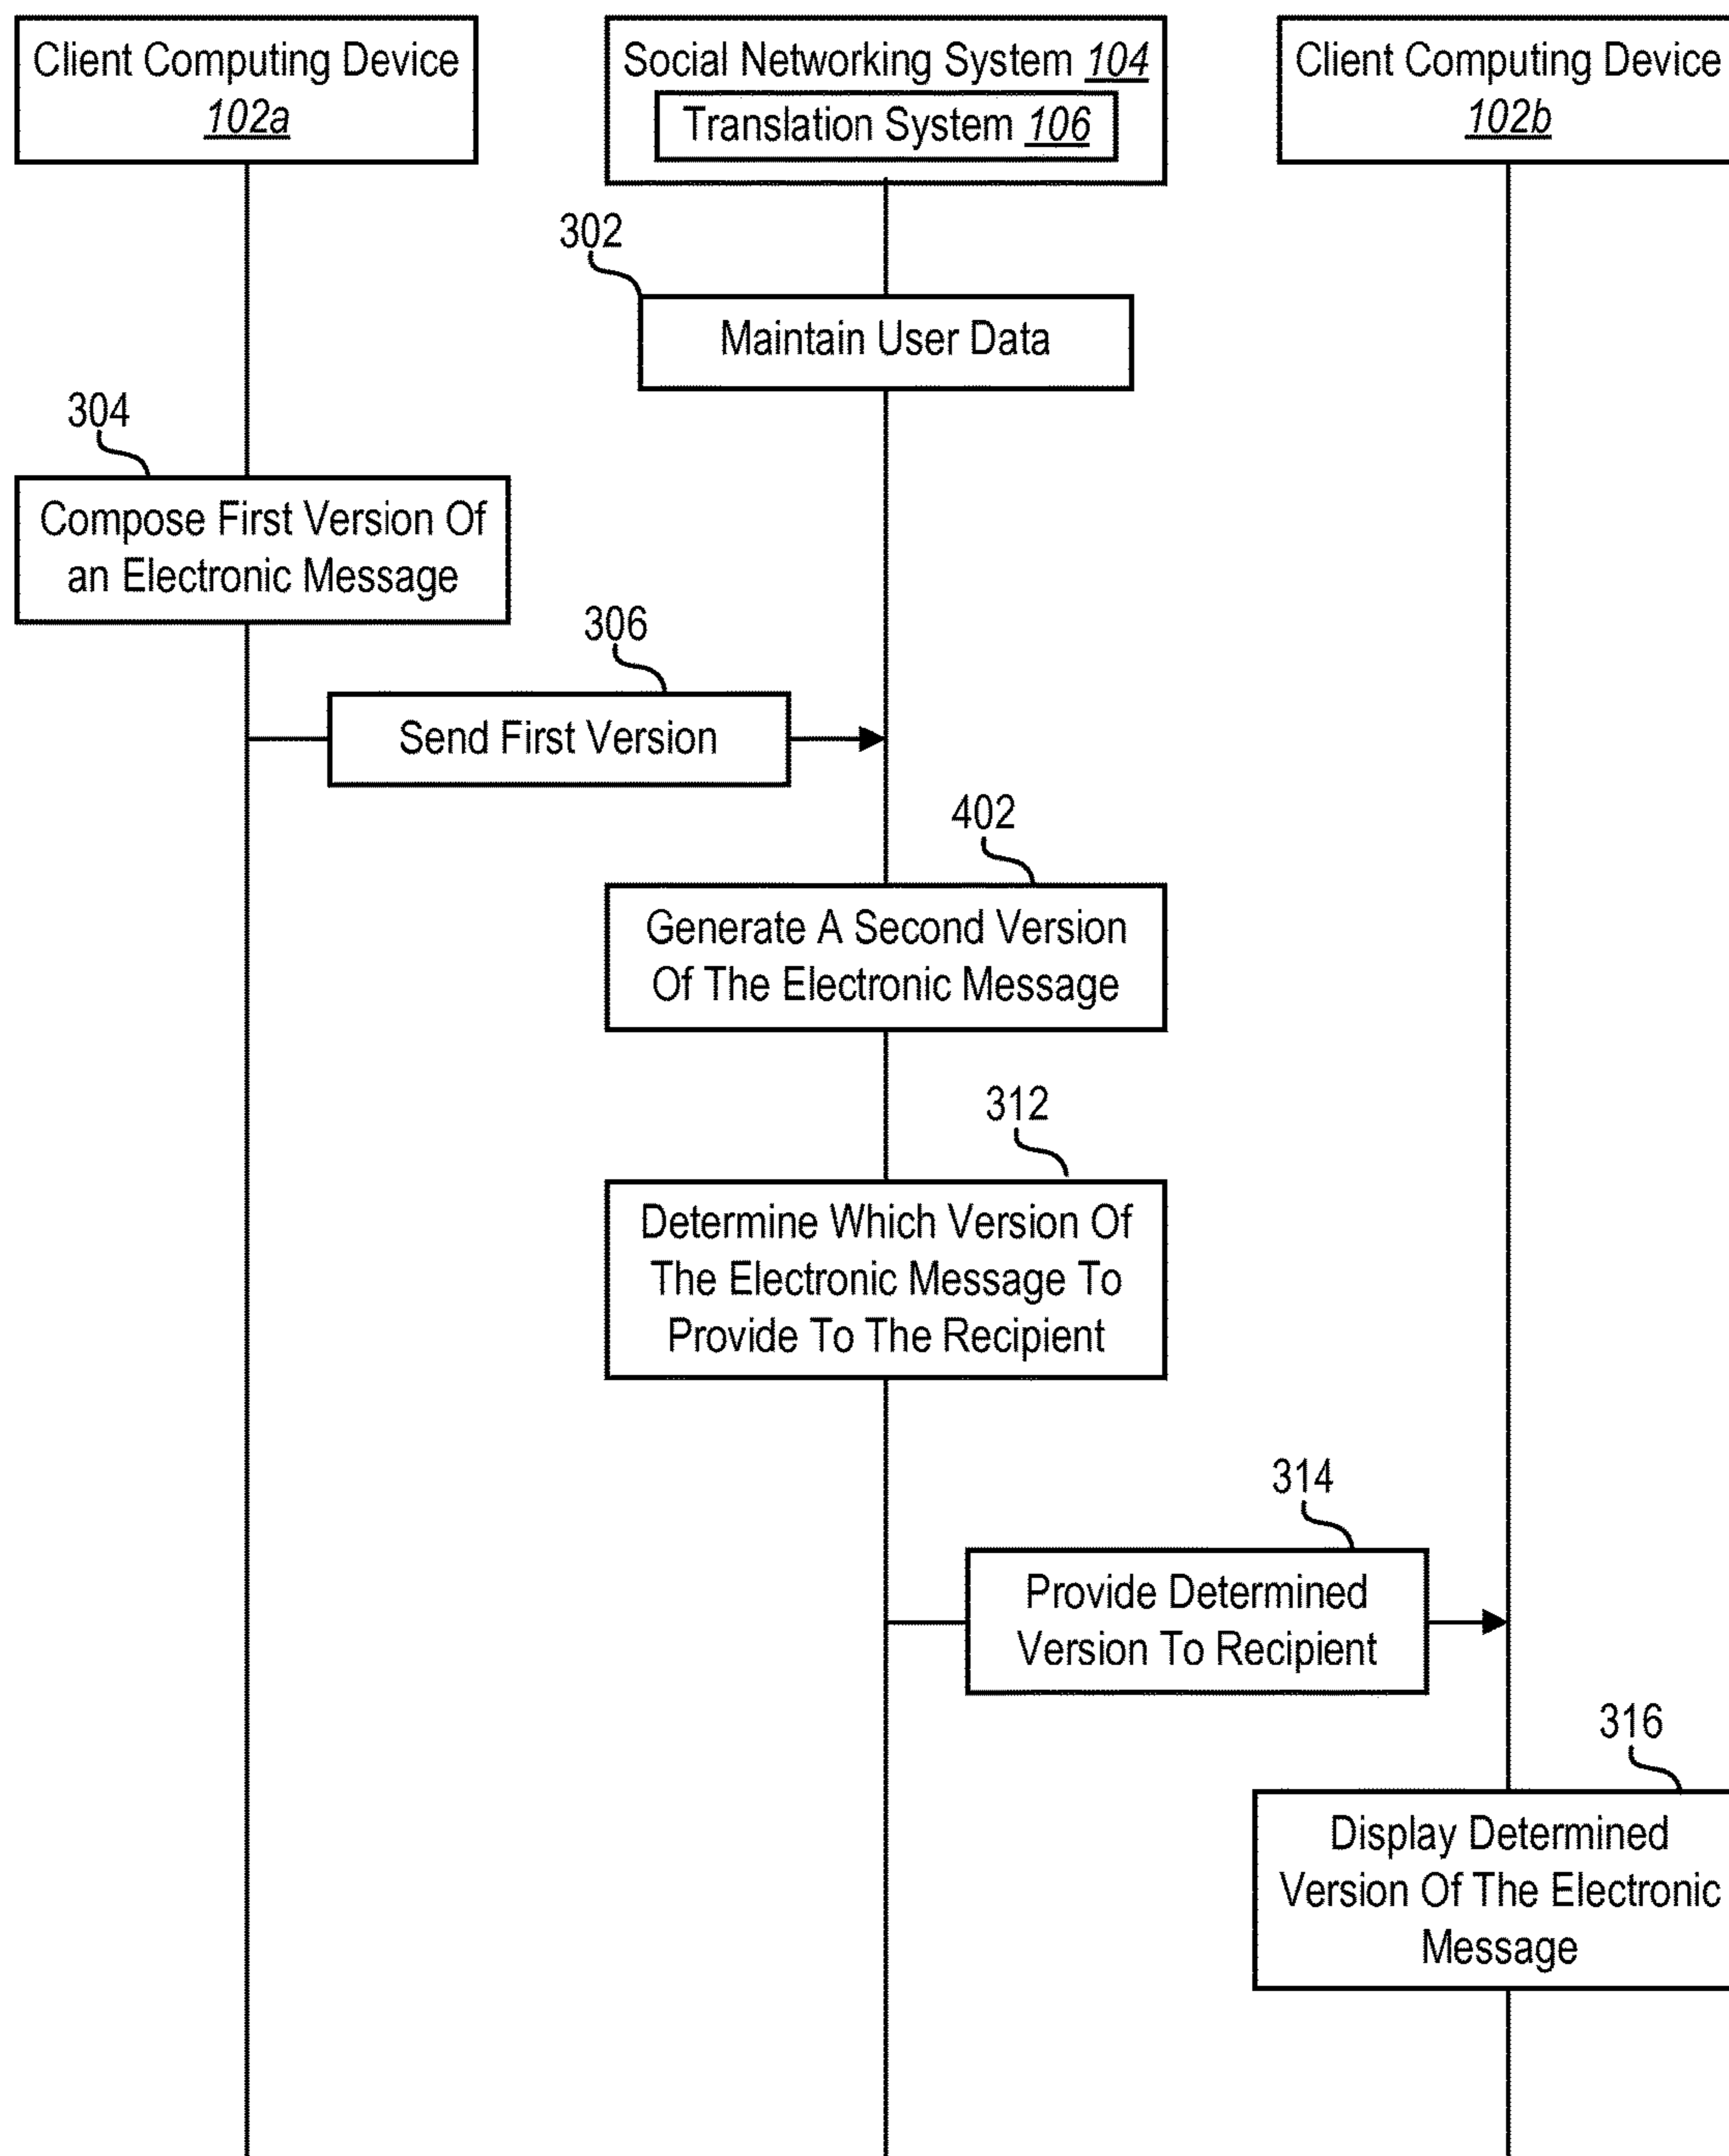 Client Computing Device
102a
Social Networking System 104
Translation System 106
Client Computing Device
102b
302
Maintain User Data
304
Compose First Version Of
an Electronic Message
306
Send First Version
402
Generate A Second Version
Of The Electronic Message
312
Determine Which Version Of
The Electronic Message To
Provide To The Recipient
314
Provide Determined
Version To Recipient
316
Display Determined
Version Of The Electronic
Message